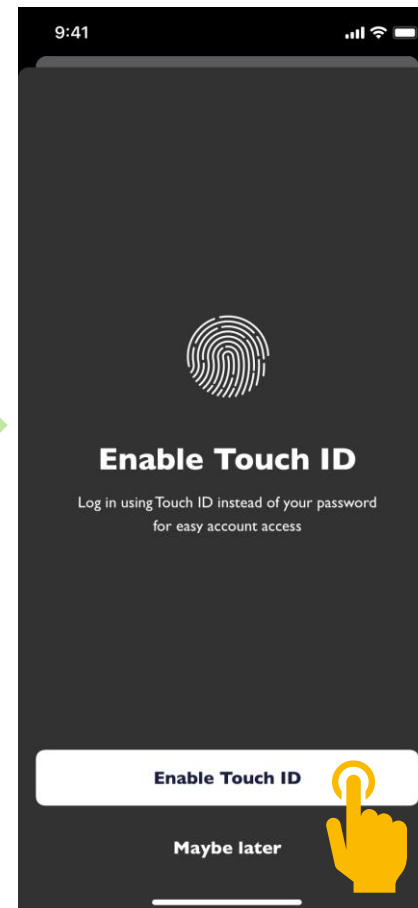 9:41
Enable Touch ID
Log in using Touch ID instead of your password
for easy account access
Enable Touch ID
Maybe later